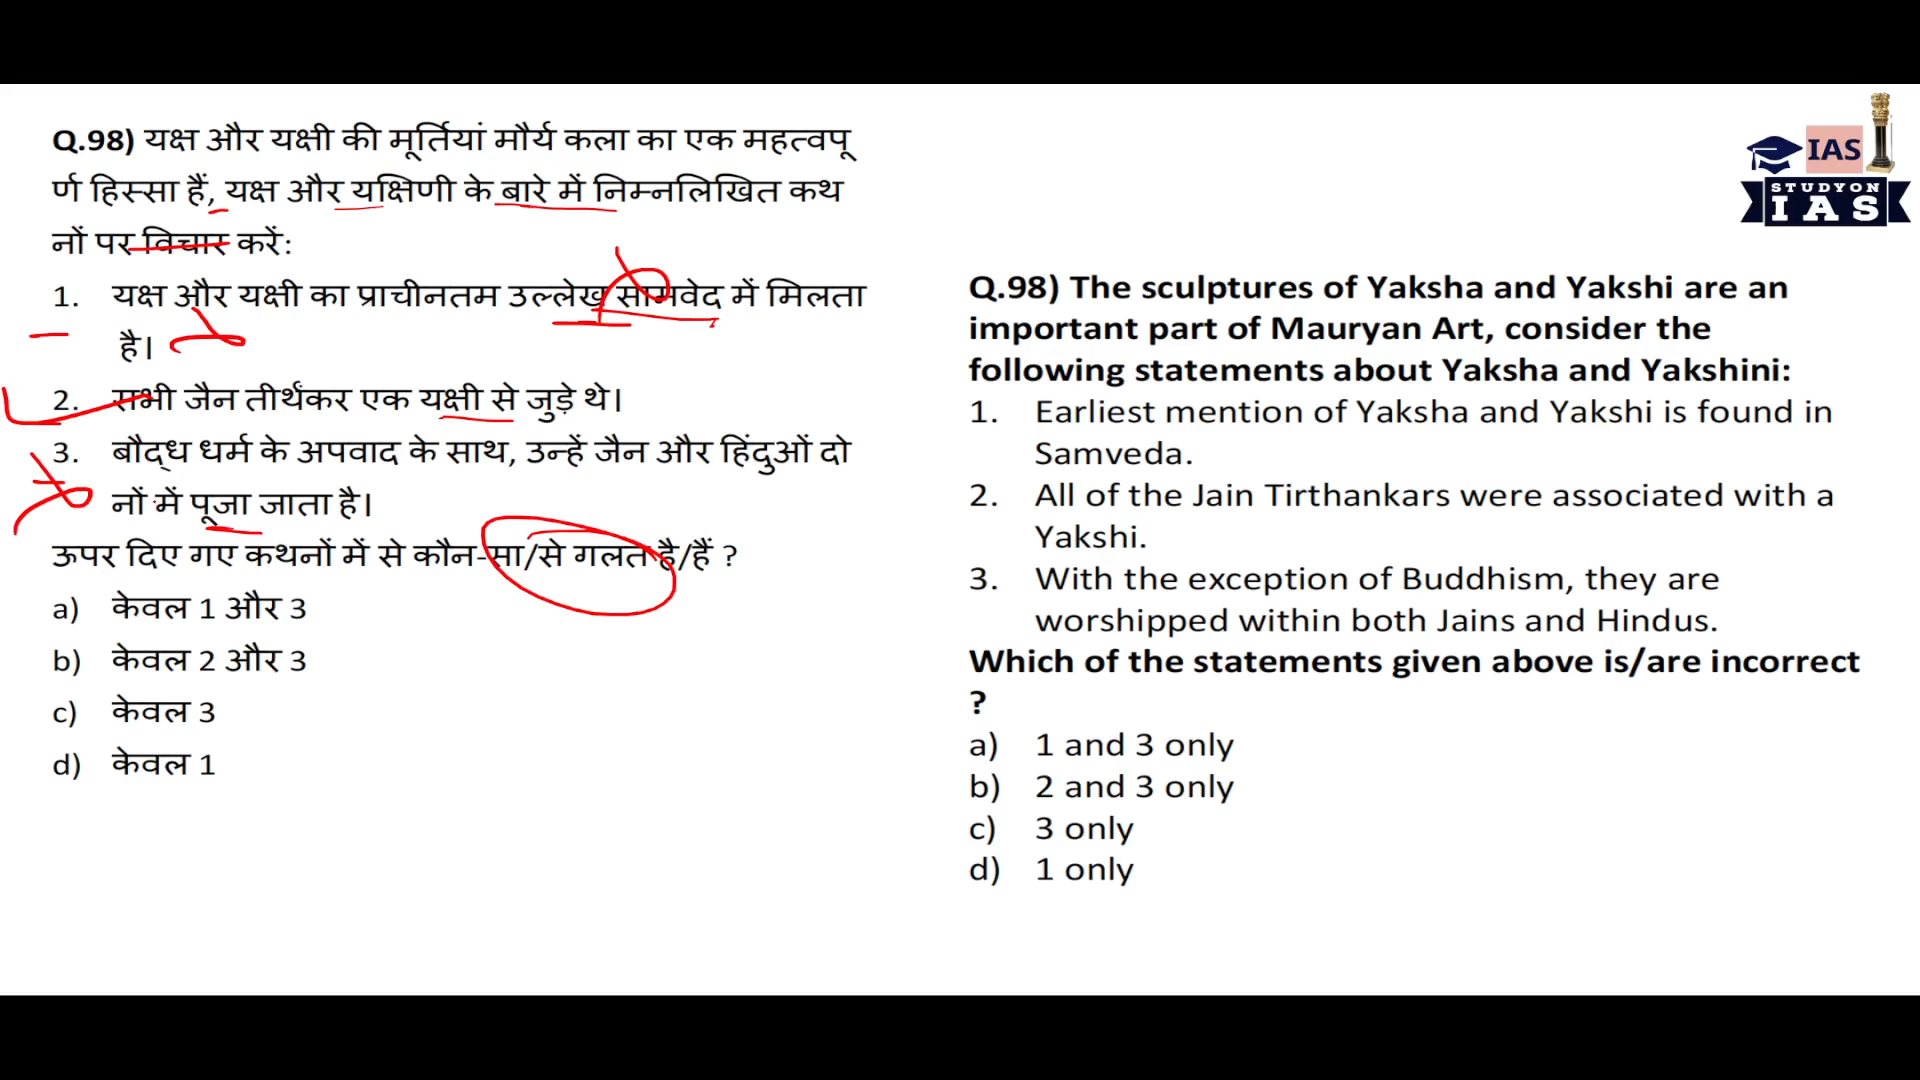 Q.98) यक्ष और यक्षी की मूर्तियां मौर्य कला का एक महत्वपू
र्ण हिस्सा हैं, यक्ष और यक्षिणी के बारे में निम्नलिखित कथ
नों पर विचार करें:
1. यक्ष और यक्षी का प्राचीनतम उल्लेख सामवेद में मिलता
है।
2. सभी जैन तीर्थंकर एक यक्षी से जुड़े थे।
3. बौद्ध धर्म के अपवाद के साथ, उन्हें जैन और हिंदुओं दो
नों में पूजा जाता है।
ऊपर दिए गए कथनों में से कौन-सा/से गलत है/हैं ?
a) केवल 1 और 3
b) केवल 2 और 3
c) केवल 3
d) केवल 1
IAS
STUDYON
IAS
Q.98) The sculptures of Yaksha and Yakshi are an
important part of Mauryan Art, consider the
following statements about Yaksha and Yakshini:
1. Earliest mention of Yaksha and Yakshi is found in
Samveda.
2. All of the Jain Tirthankars were associated with a
Yakshi.
3. With the exception of Buddhism, they are
worshipped within both Jains and Hindus.
Which of the statements given above is/are incorrect
?
a) 1 and 3 only
b) 2 and 3 only
c) 3 only
d) 1 only